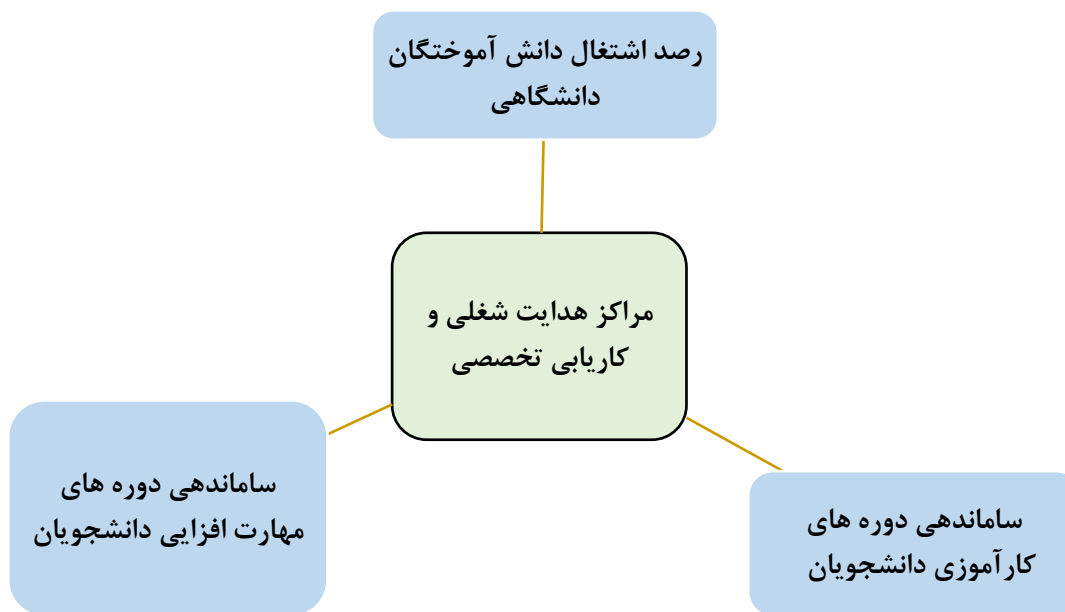 رصد اشتغال دانش آموختگان
دانشگاهی
مراکز هدایت شغلی و
کاریابی تخصصی
ساماندهی دوره های
کارآموزی دانشجویان
ساماندهی دوره های
مهارت افزایی دانشجویان